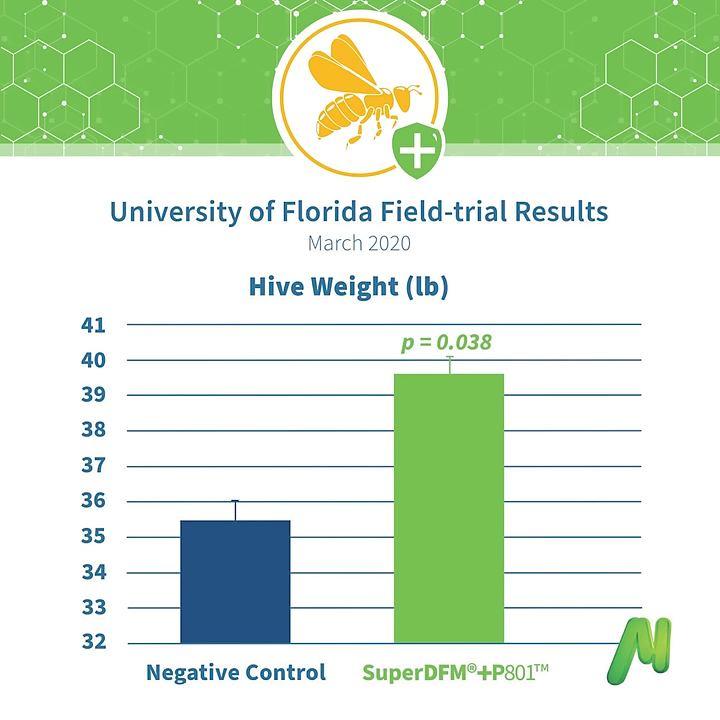 University of Florida Field-trial Results
March 2020
Hive Weight (lb)
41
p = 0.038
40
39
38
37
36
35
34
33
32
Negative Control SuperDFM®+P801™